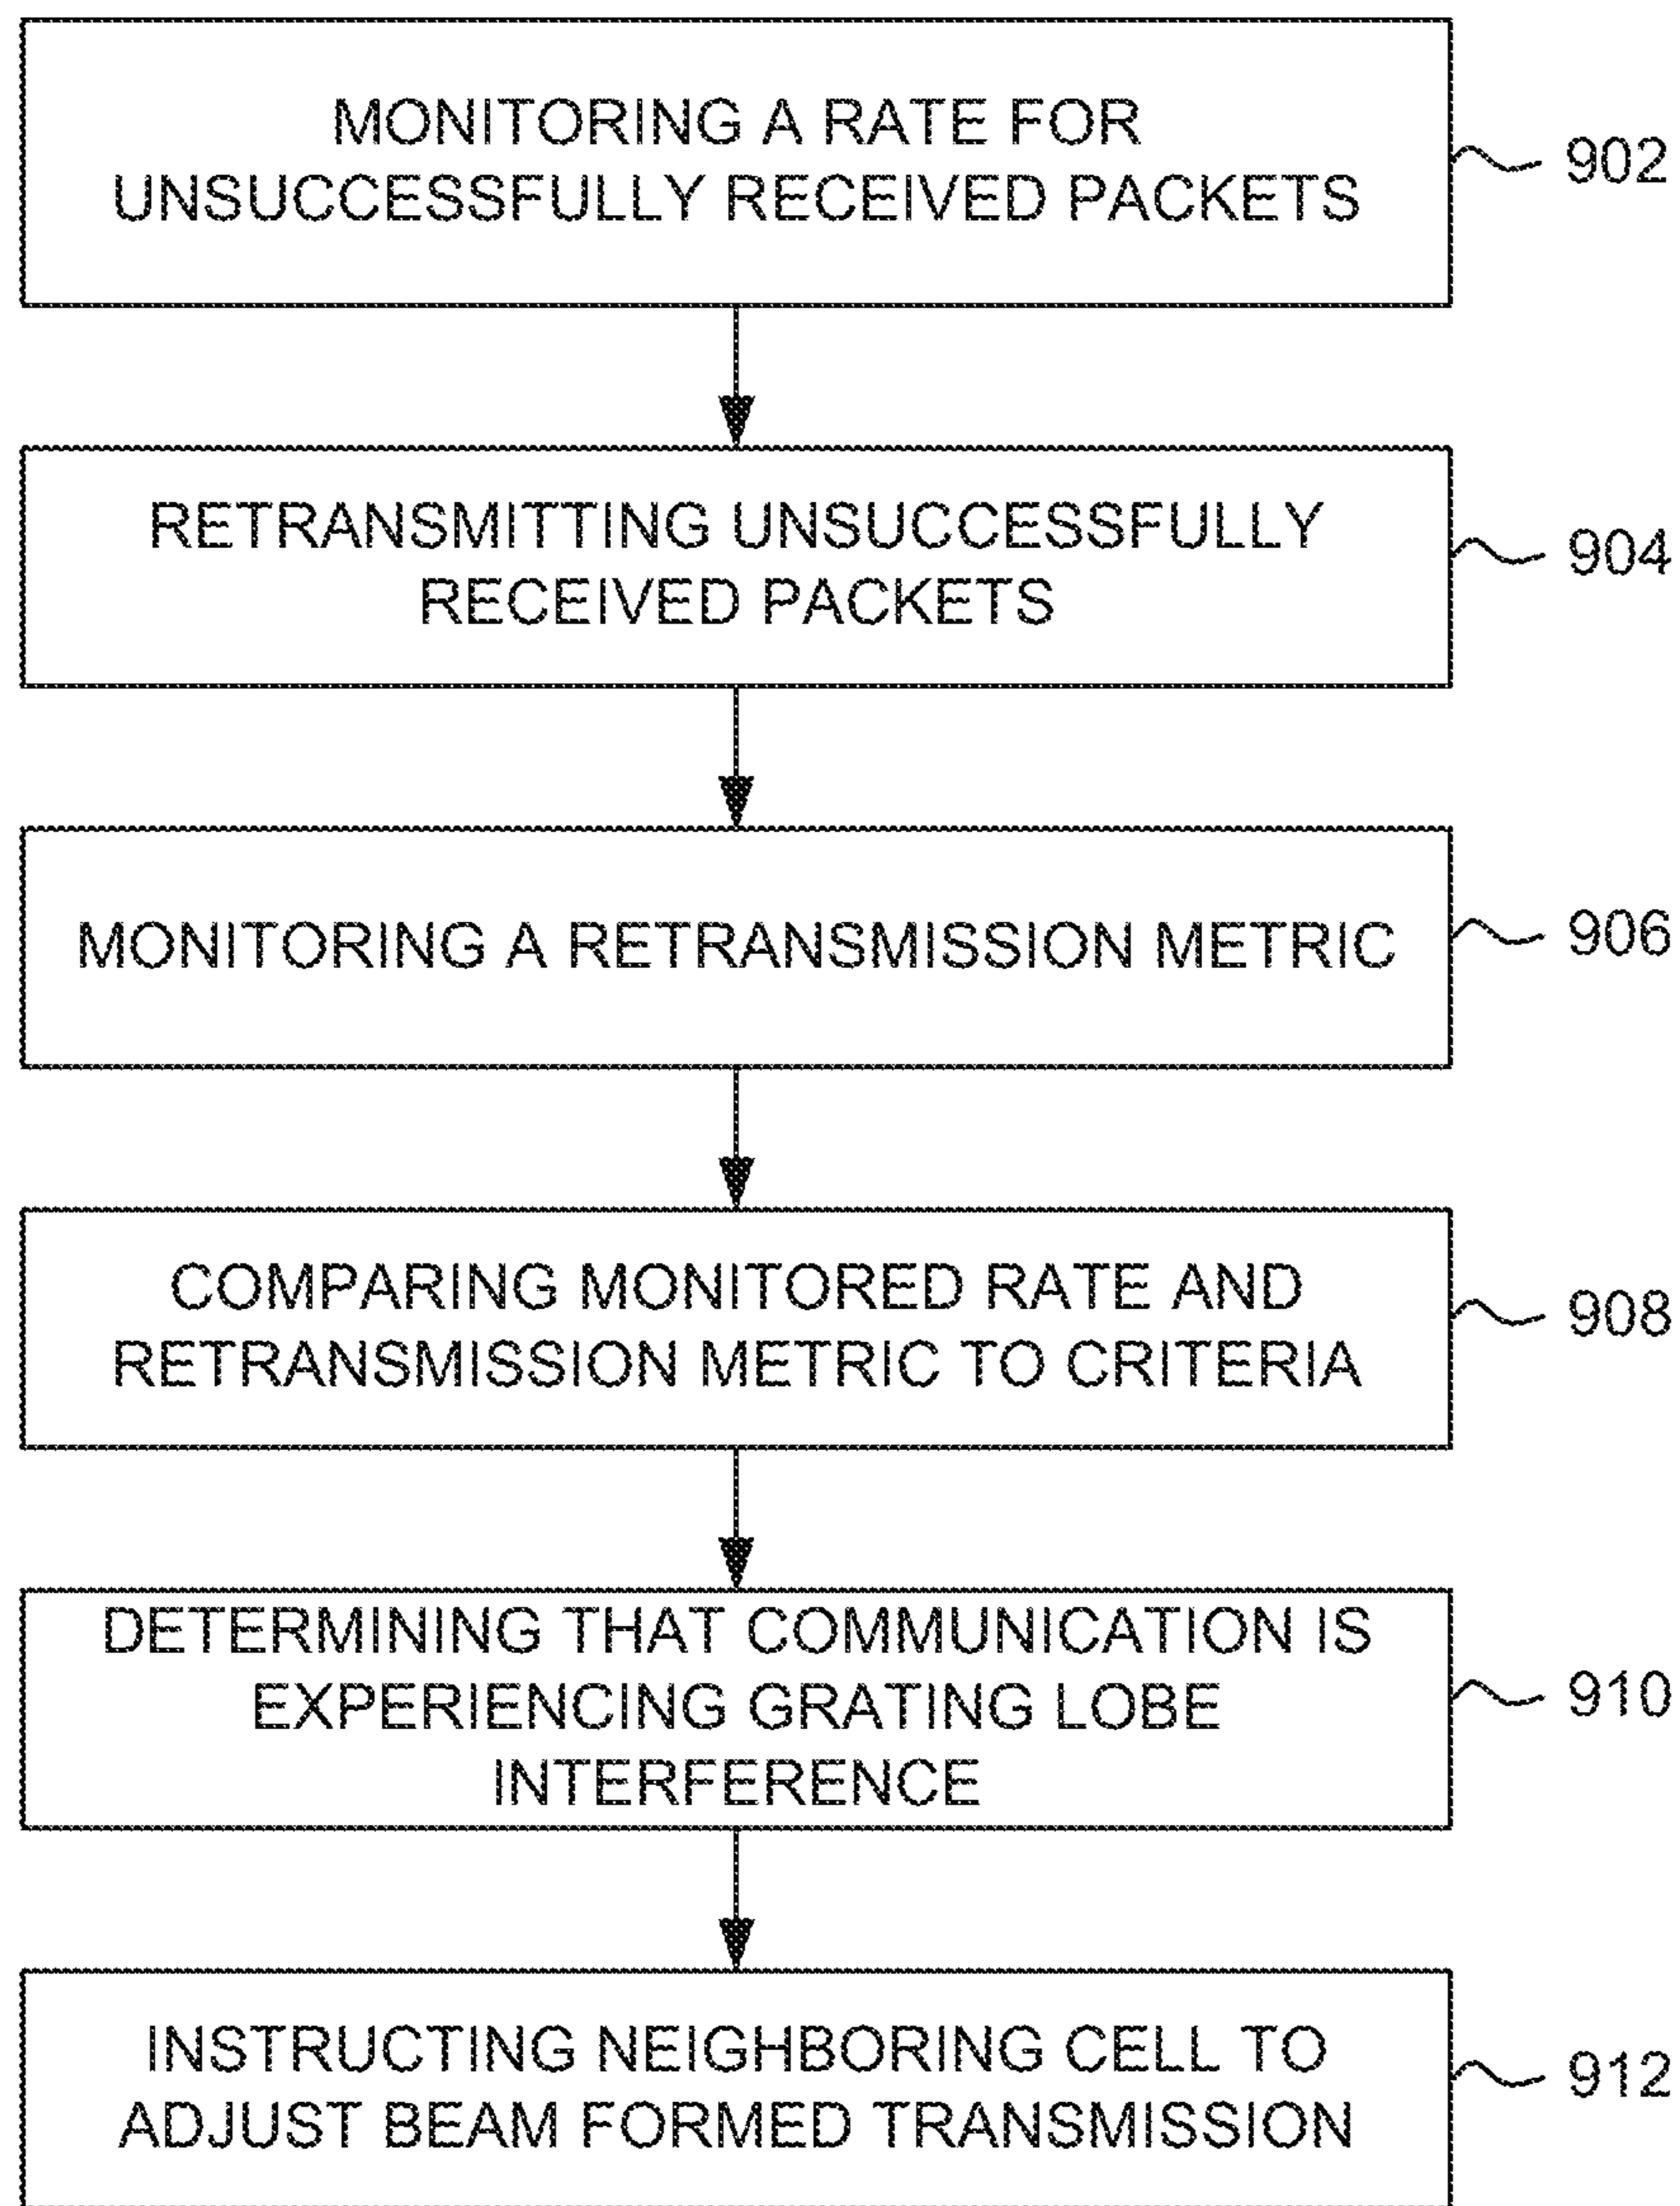 MONITORING A RATE FOR
UNSUCCESSFULLY RECEIVED PACKETS
902
RETRANSMITTING UNSUCCESSFULLY
RECEIVED PACKETS
904
MONITORING A RETRANSMISSION METRIC
906
COMPARING MONITORED RATE AND
RETRANSMISSION METRIC TO CRITERIA
908
DETERMINING THAT COMMUNICATION IS
EXPERIENCING GRATING LOBE
INTERFERENCE
910
INSTRUCTING NEIGHBORING CELL TO
ADJUST BEAM FORMED TRANSMISSION
912